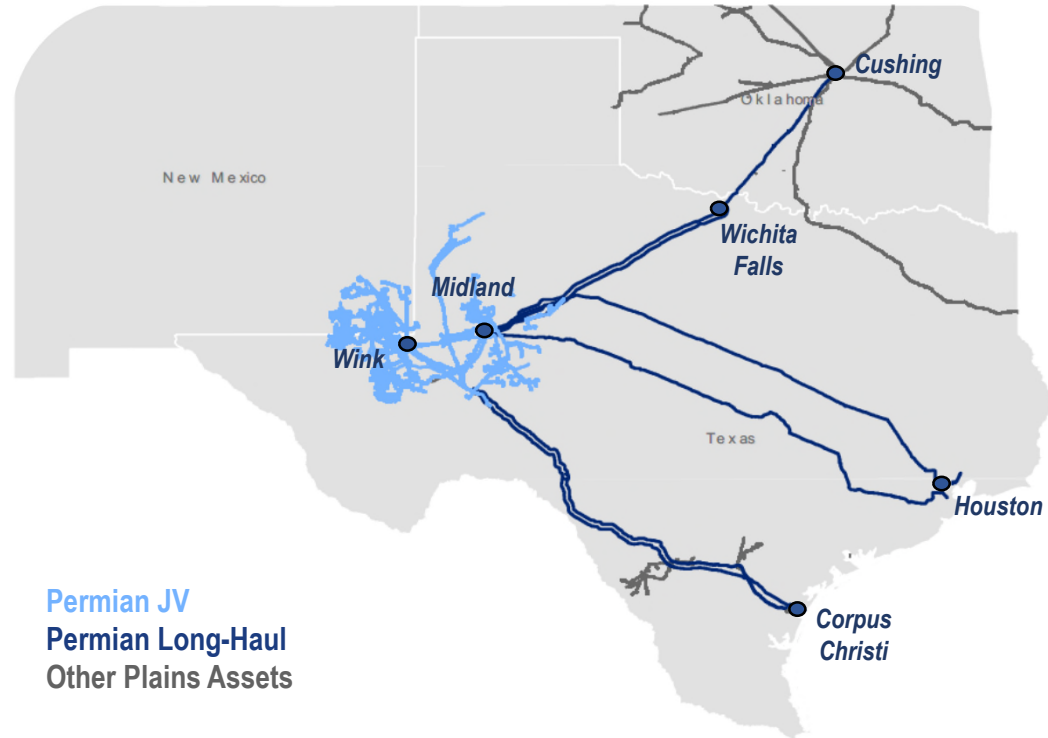 Cushing
Oklahoma
New Mexico
Wichita
Falls
Midland
Wink
Texas
Houston
Corpus
Christi
Permian JV
Permian Long-Haul
Other Plains Assets